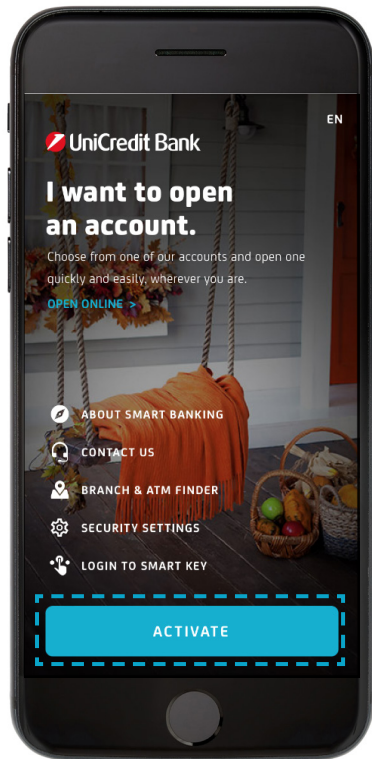 EN
UniCredit Bank
I want to open
an account.
Choose from one of our accounts and open one
quickly and easily, wherever you are.
OPEN ONLINE >
ABOUT SMART BANKING
CONTACT US
BRANCH & ATM FINDER
SECURITY SETTINGS
LOGIN TO SMART KEY
ACTIVATE